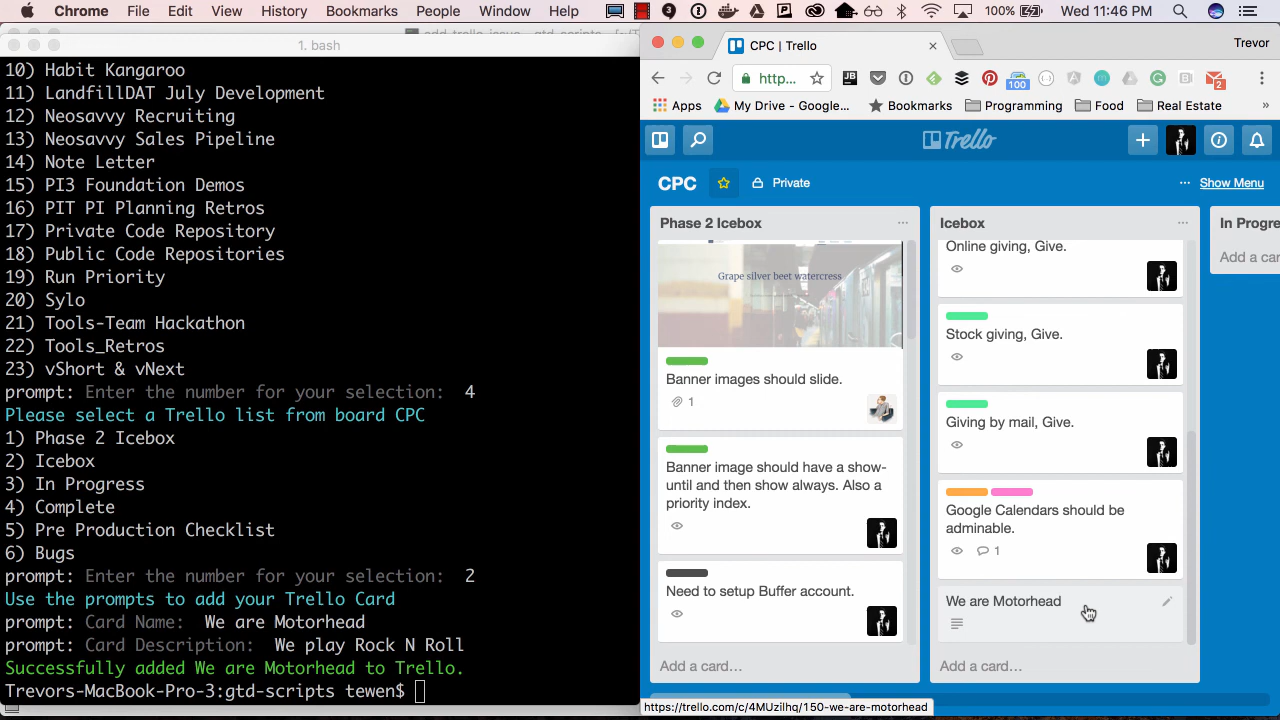 Chrome File Edit View History Bookmarks People Window Help 3 100% Wed 11:46 PM
add_trello_issue - gtd-scripts
1. bash
10) Habit Kangaroo
11) LandfillDAT July Development
12) Neosavvy Recruiting
13) Neosavvy Sales Pipeline
14) Note Letter
15) PI3 Foundation Demos
16) PIT PI Planning Retros
17) Private Code Repository
18) Public Code Repositories
19) Run Priority
20) Sylo
21) Tools-Team Hackathon
22) Tools_Retros
23) vShort & vNext
prompt: Enter the number for your selection: 4
Please select a Trello list from board CPC
1) Phase 2 Icebox
2) Icebox
3) In Progress
4) Complete
5) Pre Production Checklist
6) Bugs
prompt: Enter the number for your selection: 2
Use the prompts to add your Trello Card
prompt: Card Name: We are Motorhead
prompt: Card Description: We play Rock N Roll
Successfully added We are Motorhead to Trello.
Trevors-MacBook-Pro-3:gtd-scripts tewen$
CPC | Trello
Trevor
http...
JB
100
2
Apps My Drive - Google... Bookmarks Programming Food Real Estate »
Trello
CPC Private ... Show Menu
Phase 2 Icebox
Grape silver beet watercress
Banner images should slide.
1
Banner image should have a show-
until and then show always. Also a
priority index.
Need to setup Buffer account.
Add a card...
Icebox
Online giving, Give.
Stock giving, Give.
Giving by mail, Give.
Google Calendars should be
adminable.
1
We are Motorhead
Add a card...
In Progre
Add a car
https://trello.com/c/4MUzilhq/150-we-are-motorhead